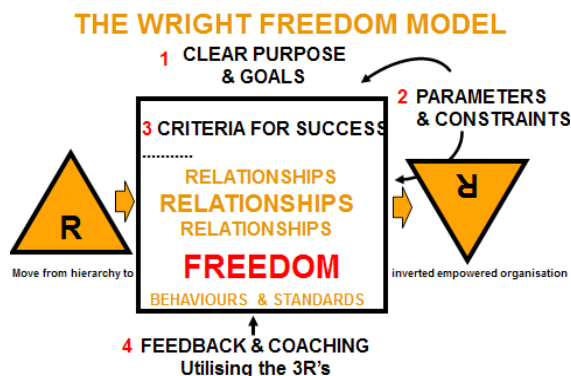 THE WRIGHT FREEDOM MODEL
1 CLEAR PURPOSE
& GOALS
2 PARAMETERS
& CONSTRAINTS
3 CRITERIA FOR SUCCESS
...........
RELATIONSHIPS
RELATIONSHIPS
RELATIONSHIPS
FREEDOM
BEHAVIOURS & STANDARDS
R
Move from hierarchy to
R
inverted empowered organisation
4 FEEDBACK & COACHING
Utilising the 3R's